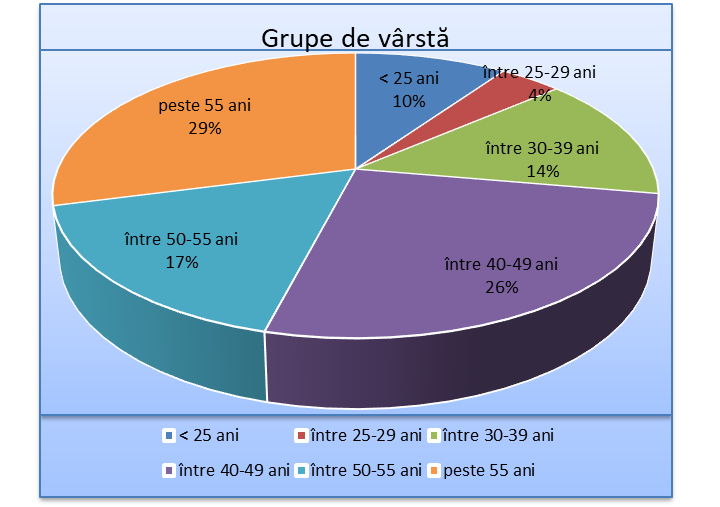 Grupe de vârstă
< 25 ani
10%
între 25-29 ani
4%
între 30-39 ani
14%
între 40-49 ani
26%
între 50-55 ani
17%
peste 55 ani
29%
< 25 ani între 25-29 ani între 30-39 ani
între 40-49 ani între 50-55 ani peste 55 ani